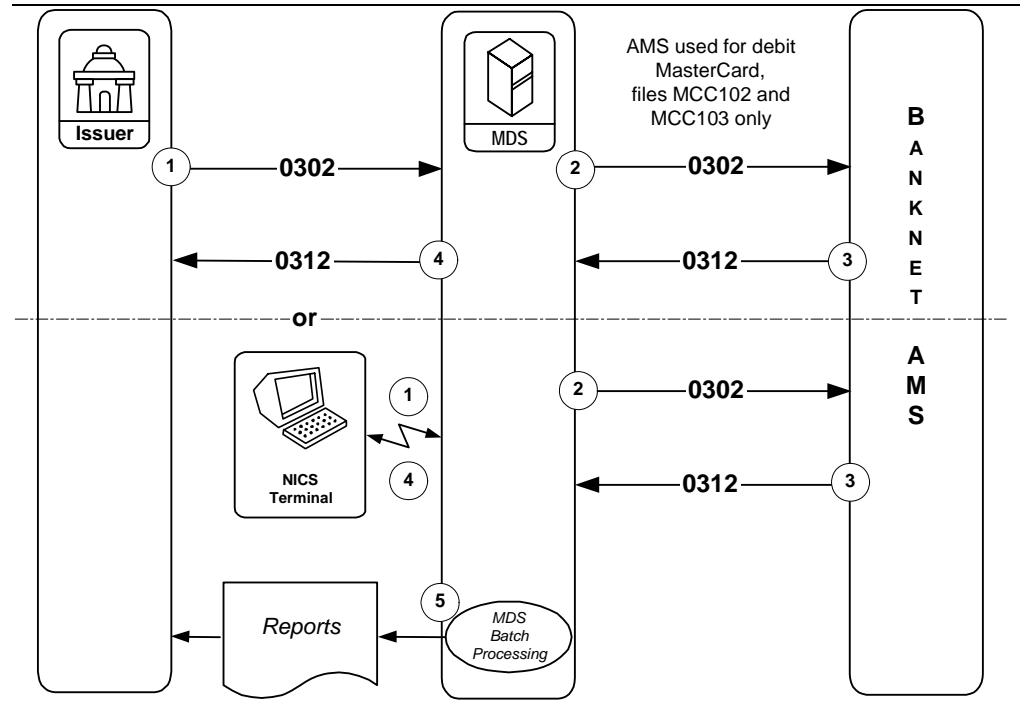 Issuer
MDS
AMS used for debit
MasterCard,
files MCC102 and
MCC103 only
B
A
N
K
N
E
T
1
0302
2
0302
0312
4
0312
3
or
A
M
S
NICS
Terminal
1
4
2
0302
0312
3
5
Reports
MDS
Batch
Processing